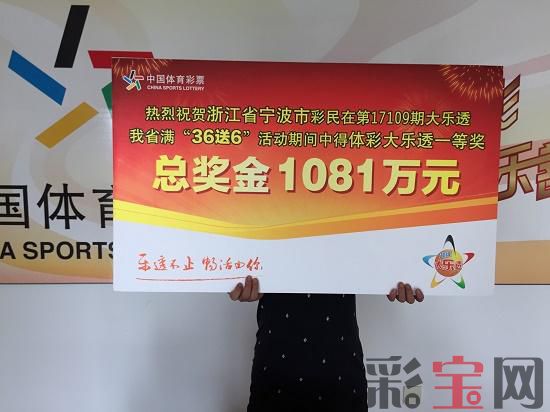 中国体育彩票
CHINA SPORTS LOTTERY
热烈祝贺浙江省宁波市彩民在第17109期大乐透
我省满“36送6”活动期间中得体彩大乐透一等奖
总奖金1081万元
乐透不止 畅活由你
国体育
NA SPORTS
彩宝网